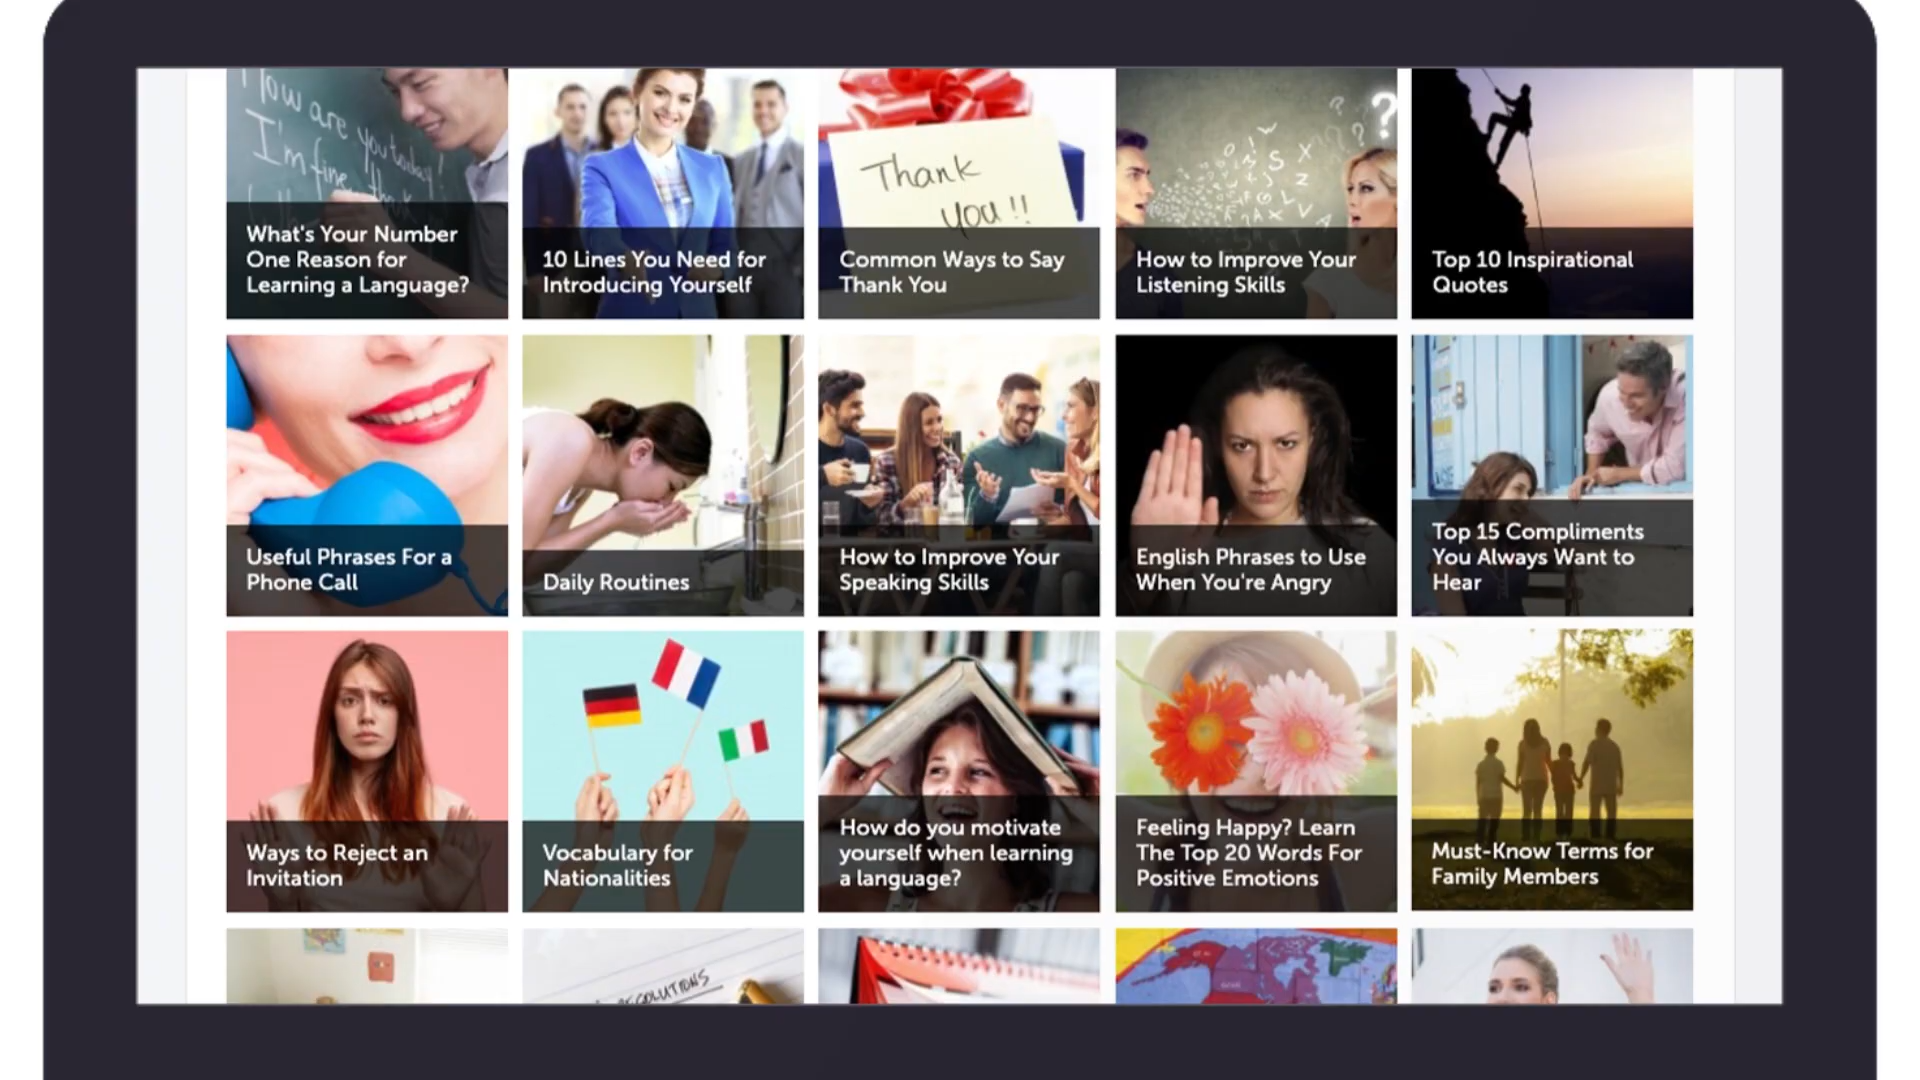 How are you today!
I'm fine, thank
What's Your Number
One Reason for
Learning a Language?
10 Lines You Need for
Introducing Yourself
Thank
you!!
Common Ways to Say
Thank You
How to Improve Your
Listening Skills
Top 10 Inspirational
Quotes
Useful Phrases For a
Phone Call
Daily Routines
How to Improve Your
Speaking Skills
English Phrases to Use
When You're Angry
Top 15 Compliments
You Always Want to
Hear
Ways to Reject an
Invitation
Vocabulary for
Nationalities
How do you motivate
yourself when learning
a language?
Feeling Happy? Learn
The Top 20 Words For
Positive Emotions
Must-Know Terms for
Family Members